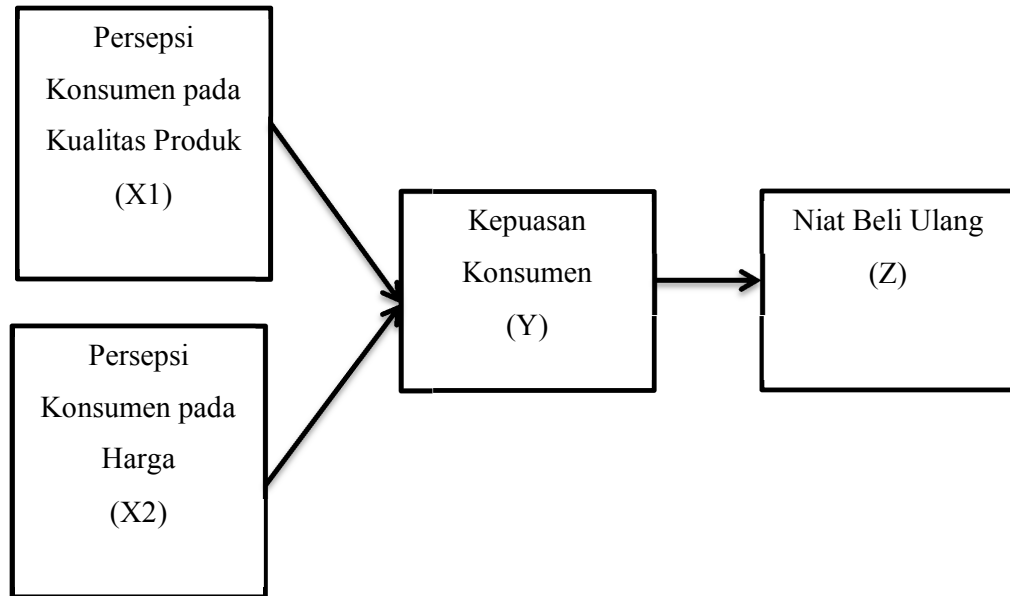 Persepsi
Konsumen pada
Kualitas Produk
(X1)
Persepsi
Konsumen pada
Harga
(X2)
Kepuasan
Konsumen
(Y)
Niat Beli Ulang
(Z)